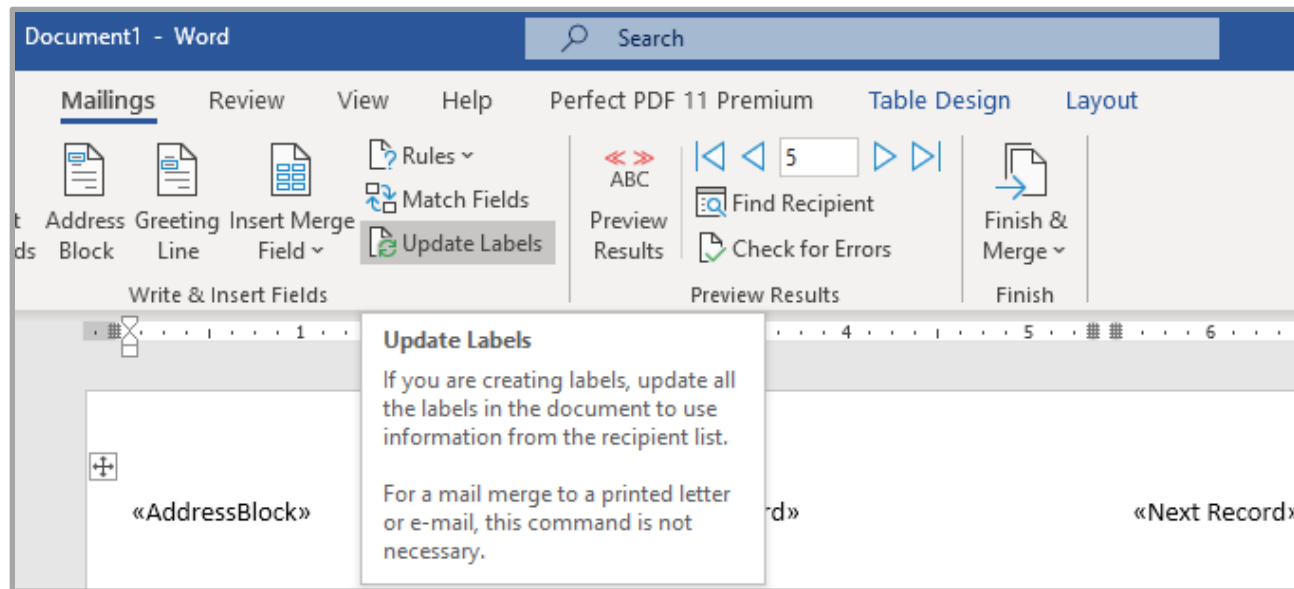 Document1 - Word
Search
Mailings Review View Help Perfect PDF 11 Premium Table Design Layout
Rules
ABC
5
Match Fields
Find Recipient
t Address Greeting Insert Merge
Preview
Finish &
ds Block Line Field
Update Labels
Results
Check for Errors
Merge
Write & Insert Fields
Preview Results
Finish
1 4 5 6
Update Labels
If you are creating labels, update all
the labels in the document to use
information from the recipient list.
For a mail merge to a printed letter
or e-mail, this command is not
necessary.
«AddressBlock» rd» «Next Record»